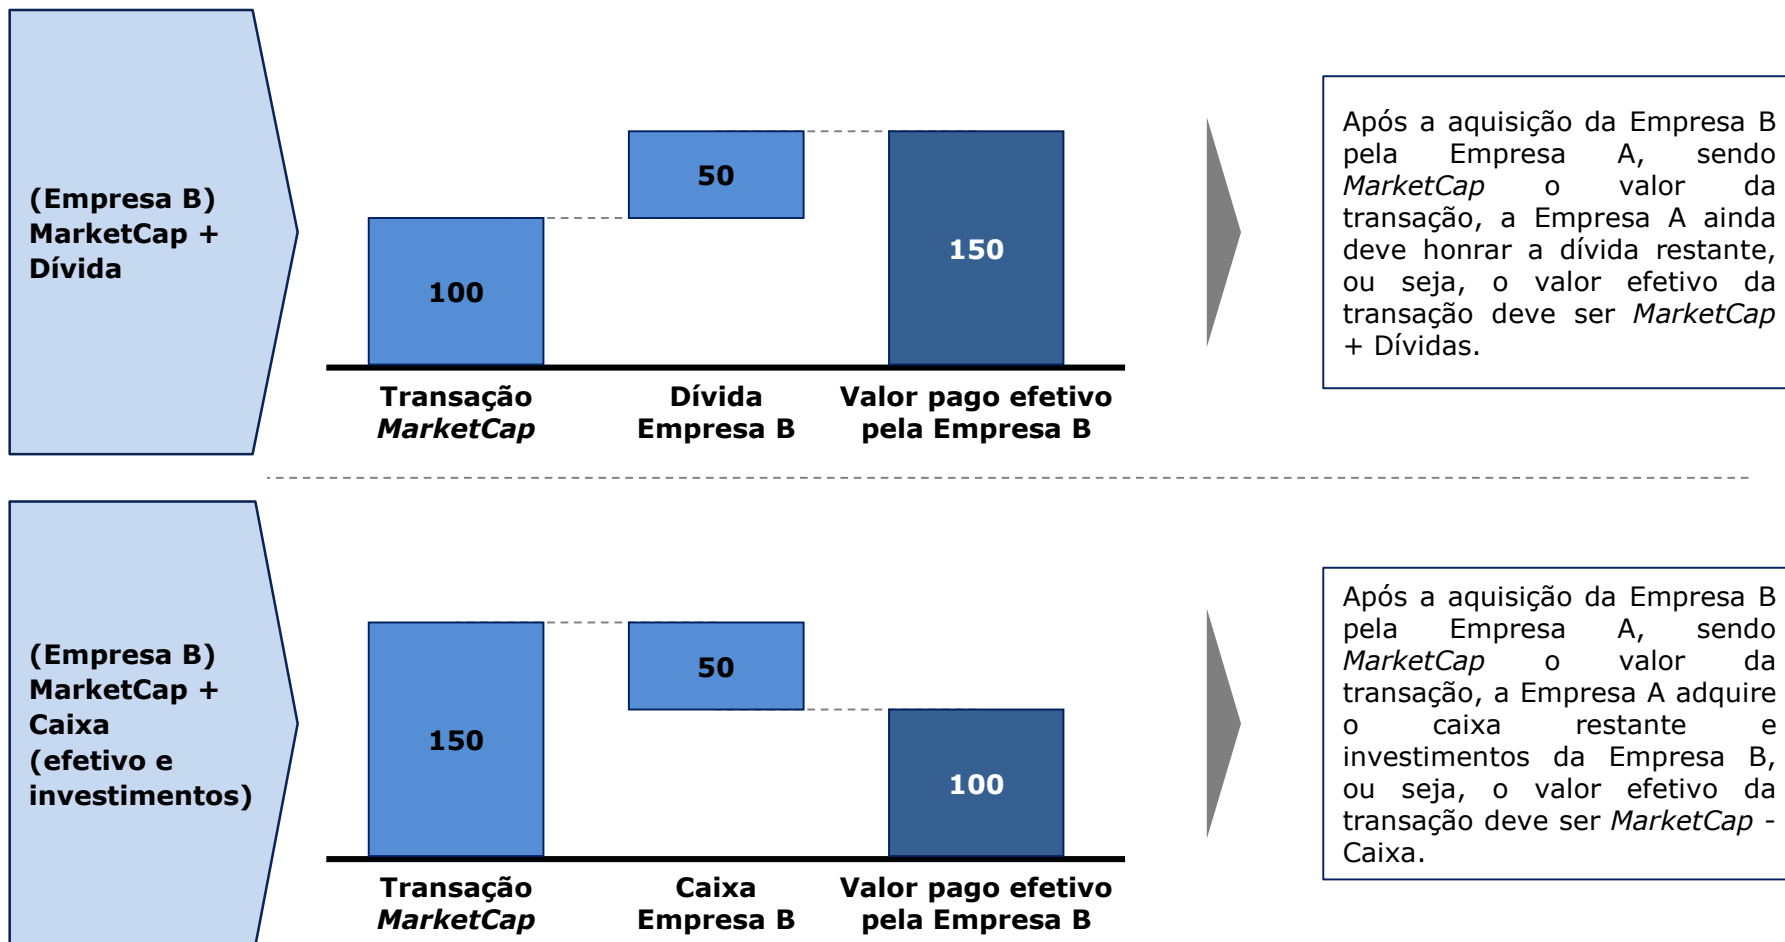 (Empresa B)
MarketCap +
Dívida
50
150
100
Transação
MarketCap
Dívida
Empresa B
Valor pago efetivo
pela Empresa B
Após a aquisição da Empresa B
pela Empresa A, sendo
MarketCap o valor da
transação, a Empresa A ainda
deve honrar a dívida restante,
ou seja, o valor efetivo da
transação deve ser MarketCap
+ Dívidas.
(Empresa B)
MarketCap +
Caixa
(efetivo e
investimentos)
150
50
100
Transação
MarketCap
Caixa
Empresa B
Valor pago efetivo
pela Empresa B
Após a aquisição da Empresa B
pela Empresa A, sendo
MarketCap o valor da
transação, a Empresa A adquire
o caixa restante e
investimentos da Empresa B,
ou seja, o valor efetivo da
transação deve ser MarketCap -
Caixa.